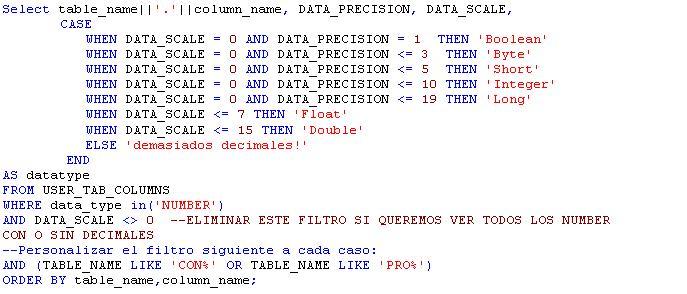 Select table_name||'.'||column_name, DATA_PRECISION, DATA_SCALE,
CASE
WHEN DATA_SCALE = 0 AND DATA_PRECISION = 1 THEN 'Boolean'
WHEN DATA_SCALE = 0 AND DATA_PRECISION <= 3 THEN 'Byte'
WHEN DATA_SCALE = 0 AND DATA_PRECISION <= 5 THEN 'Short'
WHEN DATA_SCALE = 0 AND DATA_PRECISION <= 10 THEN 'Integer'
WHEN DATA_SCALE = 0 AND DATA_PRECISION <= 19 THEN 'Long'
WHEN DATA_SCALE <= 7 THEN 'Float'
WHEN DATA_SCALE <= 15 THEN 'Double'
ELSE 'demasiados decimales!'
END
AS datatype
FROM USER_TAB_COLUMNS
WHERE data_type in('NUMBER')
AND DATA_SCALE <> 0 --ELIMINAR ESTE FILTRO SI QUEREMOS VER TODOS LOS NUMBER
CON O SIN DECIMALES
--Personalizar el filtro siguiente a cada caso:
AND (TABLE_NAME LIKE 'CON%' OR TABLE_NAME LIKE 'PRO%')
ORDER BY table_name,column_name;